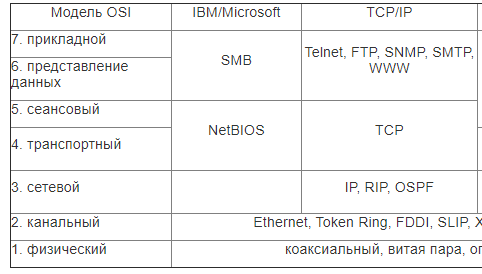 Модель OSI IBM/Microsoft TCP/IP
7. прикладной
6. представление
данных
SMB
Telnet, FTP, SNMP, SMTP,
WWW
5. сеансовый
4. транспортный
NetBIOS
TCP
3. сетевой
IP, RIP, OSPF
2. канальный
Ethernet, Token Ring, FDDI, SLIP,
1. физический
коаксиальный, витая пара,